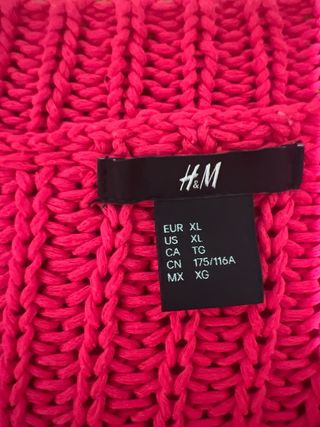 H&M
EUR XL
US XL
CA TG
CN 175/116A
MX XG